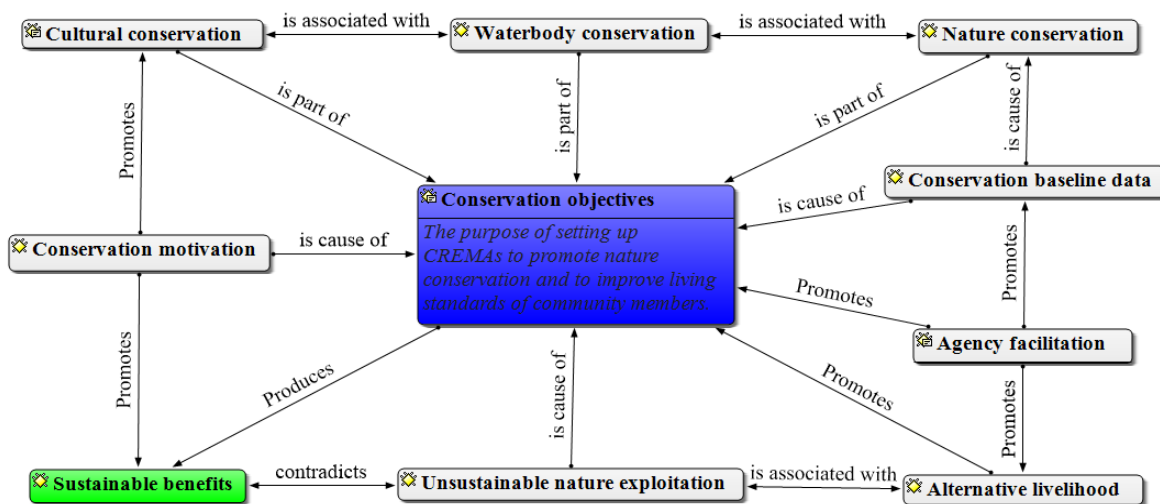 is associated with
is associated with
Cultural conservation
Waterbody conservation
Nature conservation
Promotes
is part of
is part of
is part of
is cause of
Conservation objectives
Conservation baseline data
The purpose of setting up
CREMAs to promote nature
conservation and to improve living
standards of community members.
is cause of
Conservation motivation
is cause of
Promotes
Promotes
Agency facilitation
Promotes
Produces
is cause of
Promotes
Promotes
Sustainable benefits
contradicts
Unsustainable nature exploitation
is associated with
Alternative livelihood